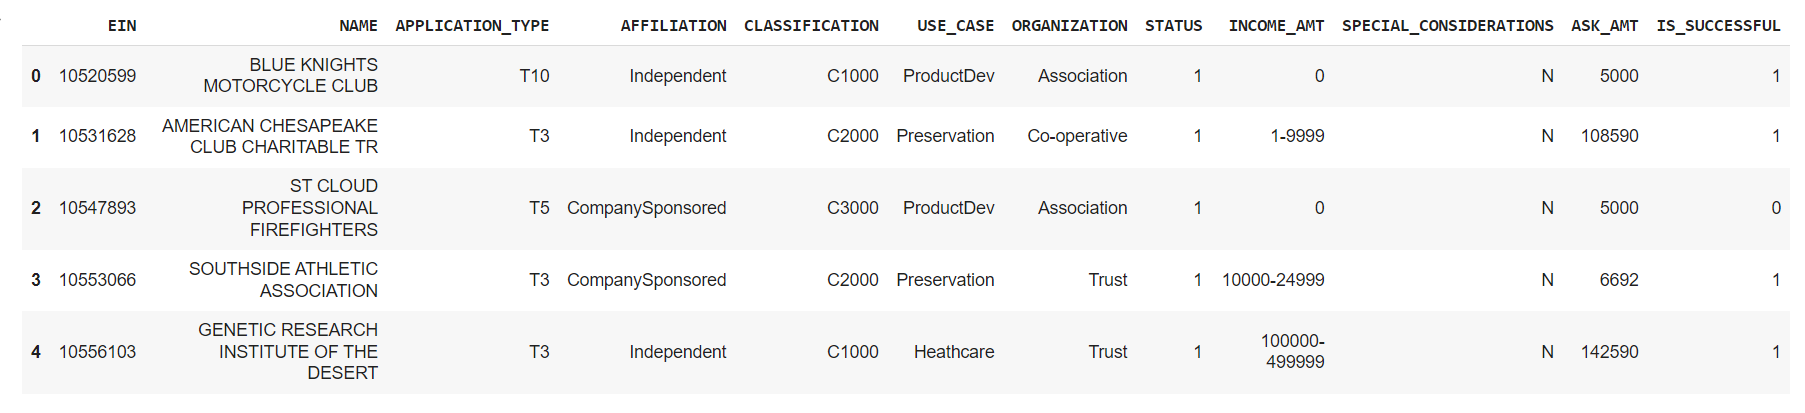 EIN NAME APPLICATION_TYPE AFFILIATION CLASSIFICATION USE_CASE ORGANIZATION STATUS INCOME_AMT SPECIAL_CONSIDERATIONS ASK_AMT IS_SUCCESSFUL
0 10520599 BLUE KNIGHTS MOTORCYCLE CLUB T10 Independent C1000 ProductDev Association 1 0 N 5000 1
1 10531628 AMERICAN CHESAPEAKE CLUB CHARITABLE TR T3 Independent C2000 Preservation Co-operative 1 1-9999 N 108590 1
2 10547893 ST CLOUD PROFESSIONAL FIREFIGHTERS T5 CompanySponsored C3000 ProductDev Association 1 0 N 5000 0
3 10553066 SOUTHSIDE ATHLETIC ASSOCIATION T3 CompanySponsored C2000 Preservation Trust 1 10000-24999 N 6692 1
4 10556103 GENETIC RESEARCH INSTITUTE OF THE DESERT T3 Independent C1000 Heathcare Trust 1 100000-499999 N 142590 1